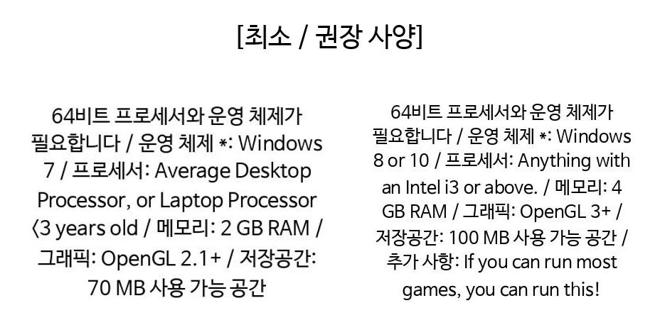 [최소 / 권장 사양]
64비트 프로세서와 운영 체제가
필요합니다 / 운영 체제 *: Windows
7 / 프로세서: Average Desktop
Processor, or Laptop Processor
<3 years old / 메모리: 2 GB RAM /
그래픽: OpenGL 2.1+ / 저장공간:
70 MB 사용 가능 공간
64비트 프로세서와 운영 체제가
필요합니다 / 운영 체제 *: Windows
8 or 10 / 프로세서: Anything with
an Intel i3 or above. / 메모리: 4
GB RAM / 그래픽: OpenGL 3+ /
저장공간: 100 MB 사용 가능 공간 /
추가 사항: If you can run most
games, you can run this!